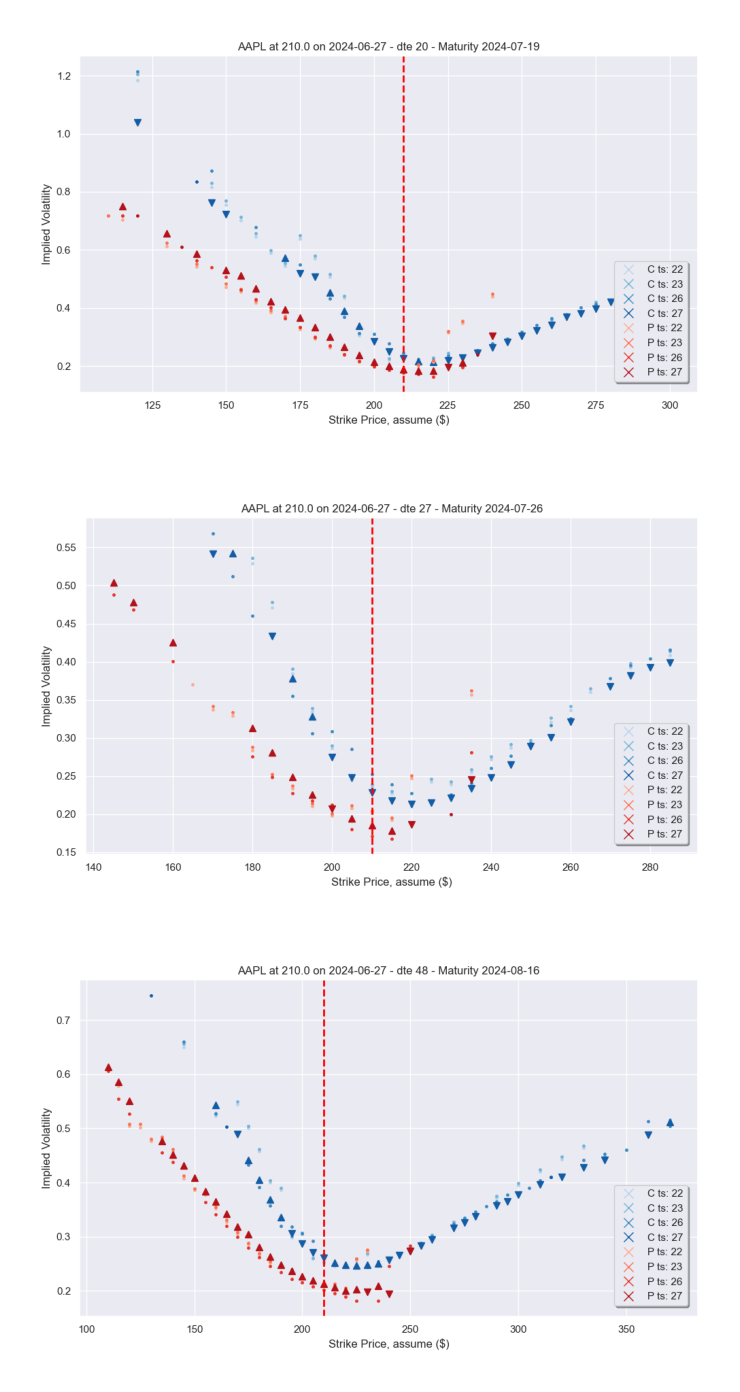 AAPL at 210.0 on 2024-06-27 - dte 20 - Maturity 2024-07-19
Implied Volatility
1.2
1.0
0.8
0.6
0.4
0.2
C ts: 22
C ts: 23
C ts: 26
C ts: 27
P ts: 22
P ts: 23
P ts: 26
P ts: 27
125 150 175 200 225 250 275 300
Strike Price, assume ($)
AAPL at 210.0 on 2024-06-27 - dte 27 - Maturity 2024-07-26
Implied Volatility
0.55
0.50
0.45
0.40
0.35
0.30
0.25
0.20
0.15
C ts: 22
C ts: 23
C ts: 26
C ts: 27
P ts: 22
P ts: 23
P ts: 26
P ts: 27
140 160 180 200 220 240 260 280
Strike Price, assume ($)
AAPL at 210.0 on 2024-06-27 - dte 48 - Maturity 2024-08-16
Implied Volatility
0.7
0.6
0.5
0.4
0.3
0.2
C ts: 22
C ts: 23
C ts: 26
C ts: 27
P ts: 22
P ts: 23
P ts: 26
P ts: 27
100 150 200 250 300 350
Strike Price, assume ($)